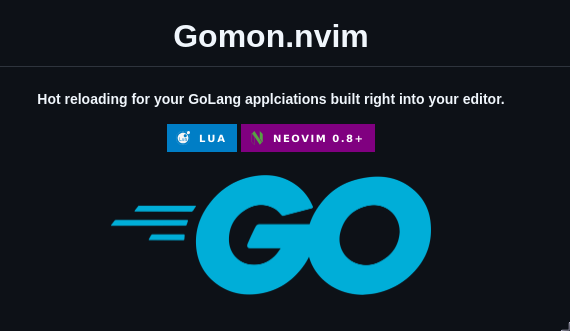 Gomon.nvim
Hot reloading for your GoLang applciations built right into your editor.
LUA NEOVIM 0.8+
GO